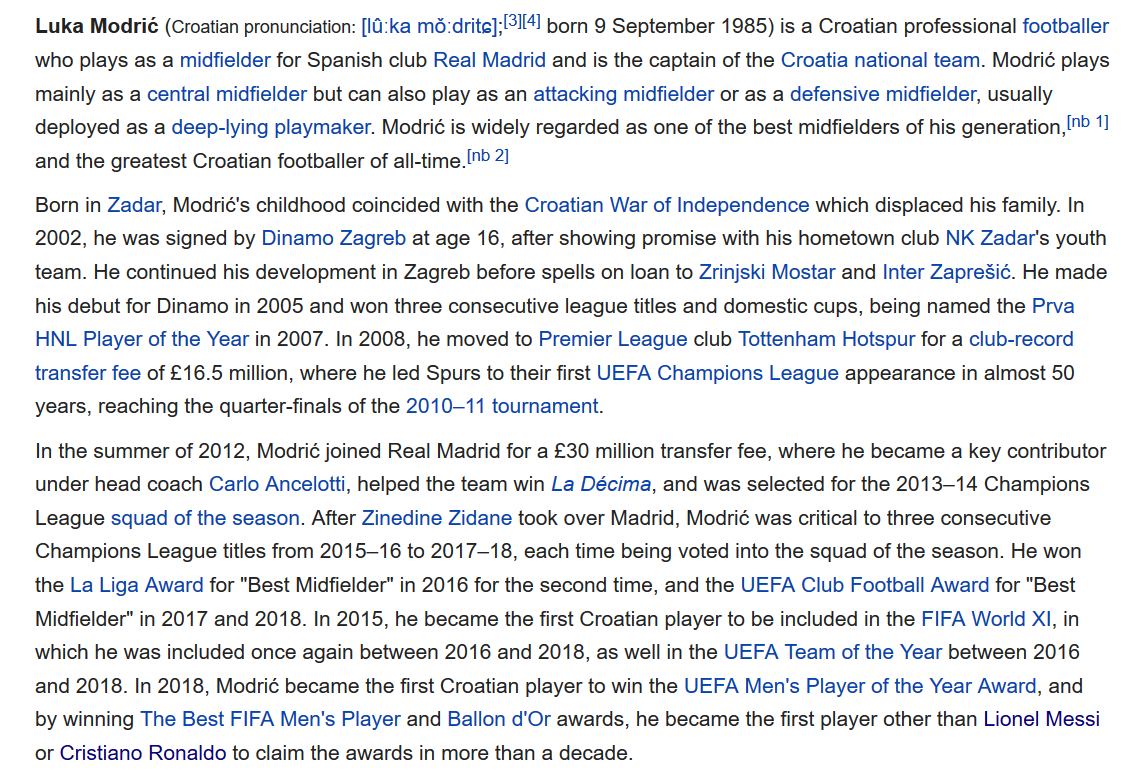 Luka Modrić (Croatian pronunciation: [lûːka mǒːdritɕ];[3][4] born 9 September 1985) is a Croatian professional footballer
who plays as a midfielder for Spanish club Real Madrid and is the captain of the Croatia national team. Modrić plays
mainly as a central midfielder but can also play as an attacking midfielder or as a defensive midfielder, usually
deployed as a deep-lying playmaker. Modrić is widely regarded as one of the best midfielders of his generation,[nb 1]
and the greatest Croatian footballer of all-time.[nb 2]
Born in Zadar, Modrić's childhood coincided with the Croatian War of Independence which displaced his family. In
2002, he was signed by Dinamo Zagreb at age 16, after showing promise with his hometown club NK Zadar's youth
team. He continued his development in Zagreb before spells on loan to Zrinjski Mostar and Inter Zaprešić. He made
his debut for Dinamo in 2005 and won three consecutive league titles and domestic cups, being named the Prva
HNL Player of the Year in 2007. In 2008, he moved to Premier League club Tottenham Hotspur for a club-record
transfer fee of £16.5 million, where he led Spurs to their first UEFA Champions League appearance in almost 50
years, reaching the quarter-finals of the 2010–11 tournament.
In the summer of 2012, Modrić joined Real Madrid for a £30 million transfer fee, where he became a key contributor
under head coach Carlo Ancelotti, helped the team win La Décima, and was selected for the 2013–14 Champions
League squad of the season. After Zinedine Zidane took over Madrid, Modrić was critical to three consecutive
Champions League titles from 2015–16 to 2017–18, each time being voted into the squad of the season. He won
the La Liga Award for "Best Midfielder" in 2016 for the second time, and the UEFA Club Football Award for "Best
Midfielder" in 2017 and 2018. In 2015, he became the first Croatian player to be included in the FIFA World XI, in
which he was included once again between 2016 and 2018, as well in the UEFA Team of the Year between 2016
and 2018. In 2018, Modrić became the first Croatian player to win the UEFA Men's Player of the Year Award, and
by winning The Best FIFA Men's Player and Ballon d'Or awards, he became the first player other than Lionel Messi
or Cristiano Ronaldo to claim the awards in more than a decade.